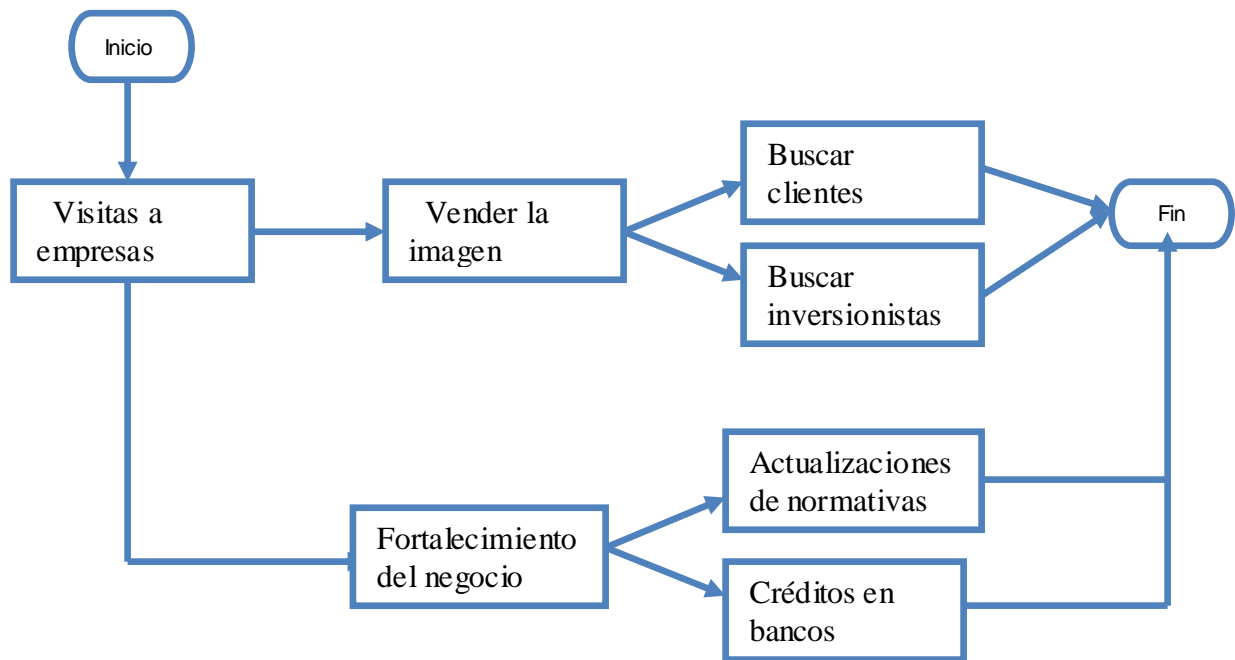 Inicio
Visitas a
empresas
Vender la
imagen
Buscar
clientes
Buscar
inversionistas
Fin
Fortalecimiento
del negocio
Actualizaciones
de normativas
Créditos en
bancos